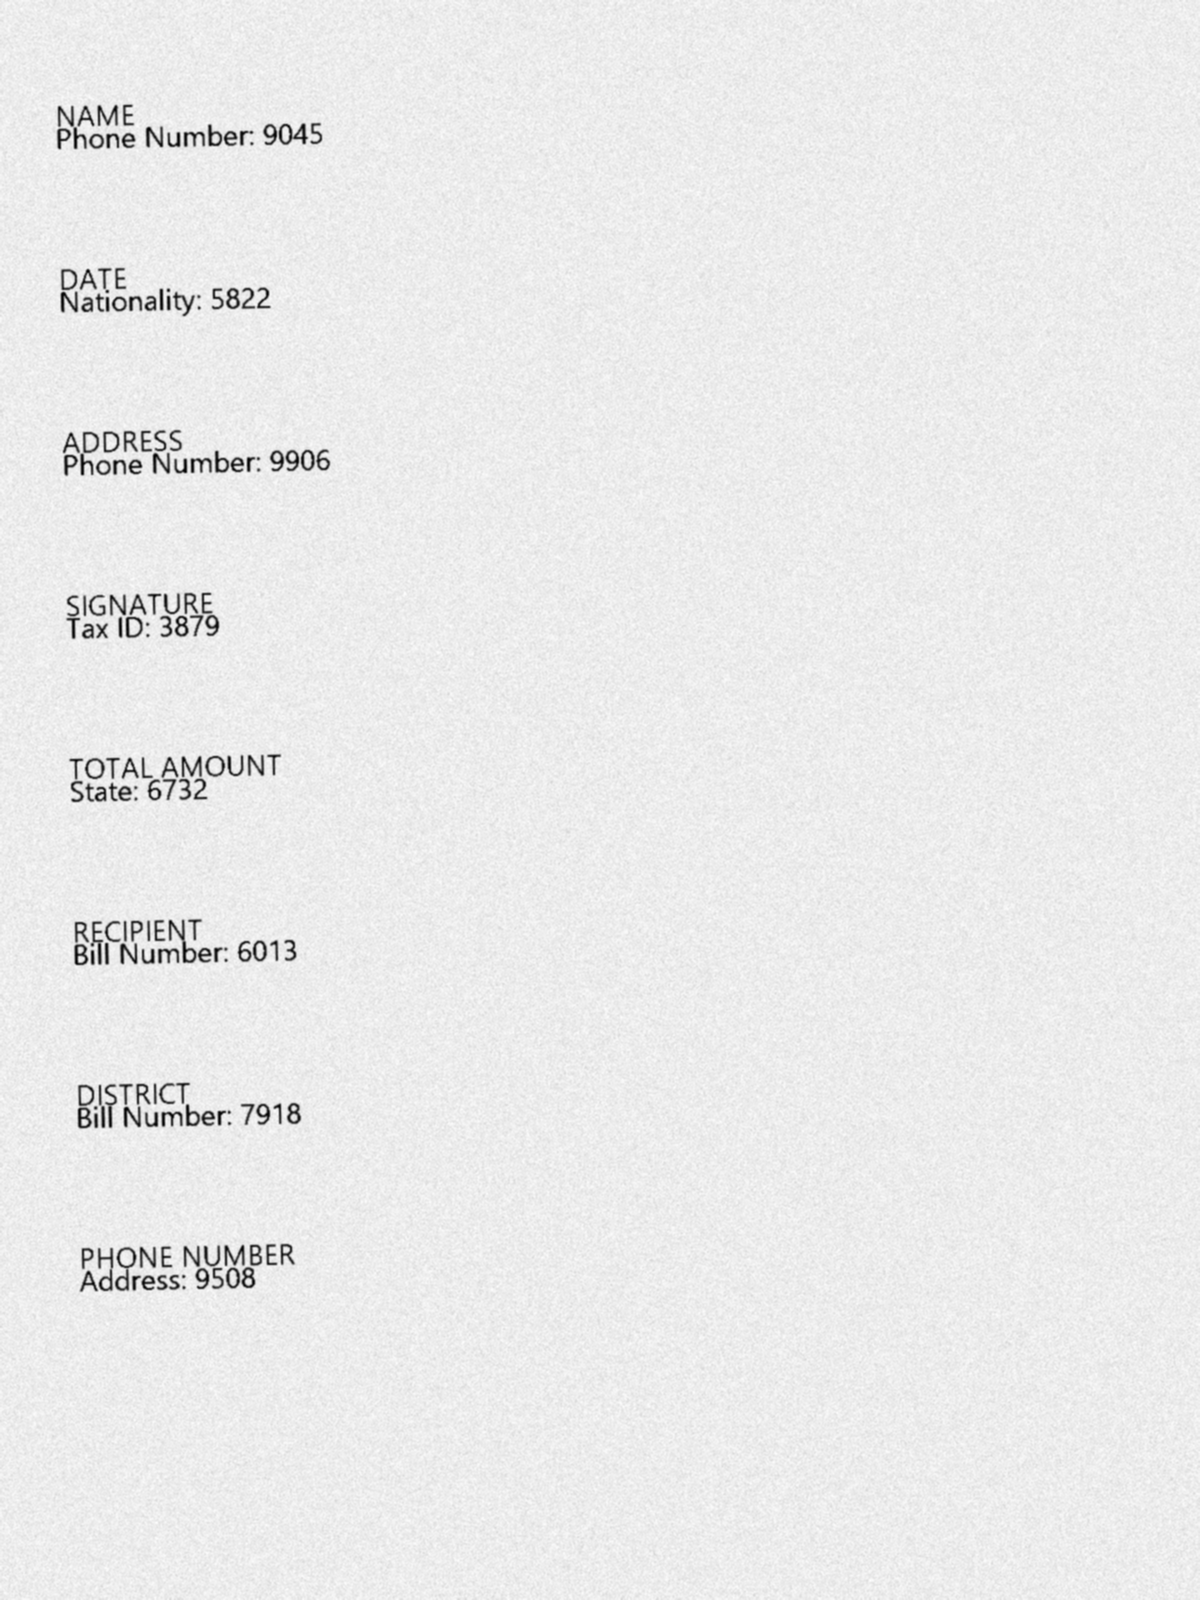 NAME
Phone Number: 9045
DATE
Nationality: 5822
ADDRESS
Phone Number: 9906
SIGNATURE
Tax ID: 3879
TOTAL AMOUNT
State: 6732
RECIPIENT
Bill Number: 6013
DISTRICT
Bill Number: 7918
PHONE NUMBER
Address: 9508